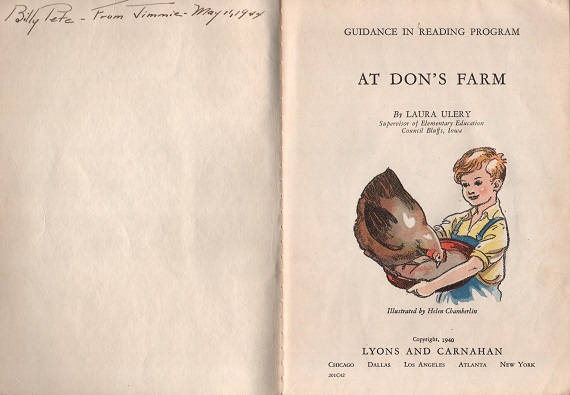 Billy Pete - From Jimmie - May 11, 1944
GUIDANCE IN READING PROGRAM
AT DON'S FARM
By LAURA ULERY
Supervisor of Elementary Education
Council Bluffs, Iowa
Illustrated by Helen Chamberlin
Copyright, 1940
LYONS AND CARNAHAN
CHICAGO DALLAS LOS ANGELES ATLANTA NEW YORK
201C42